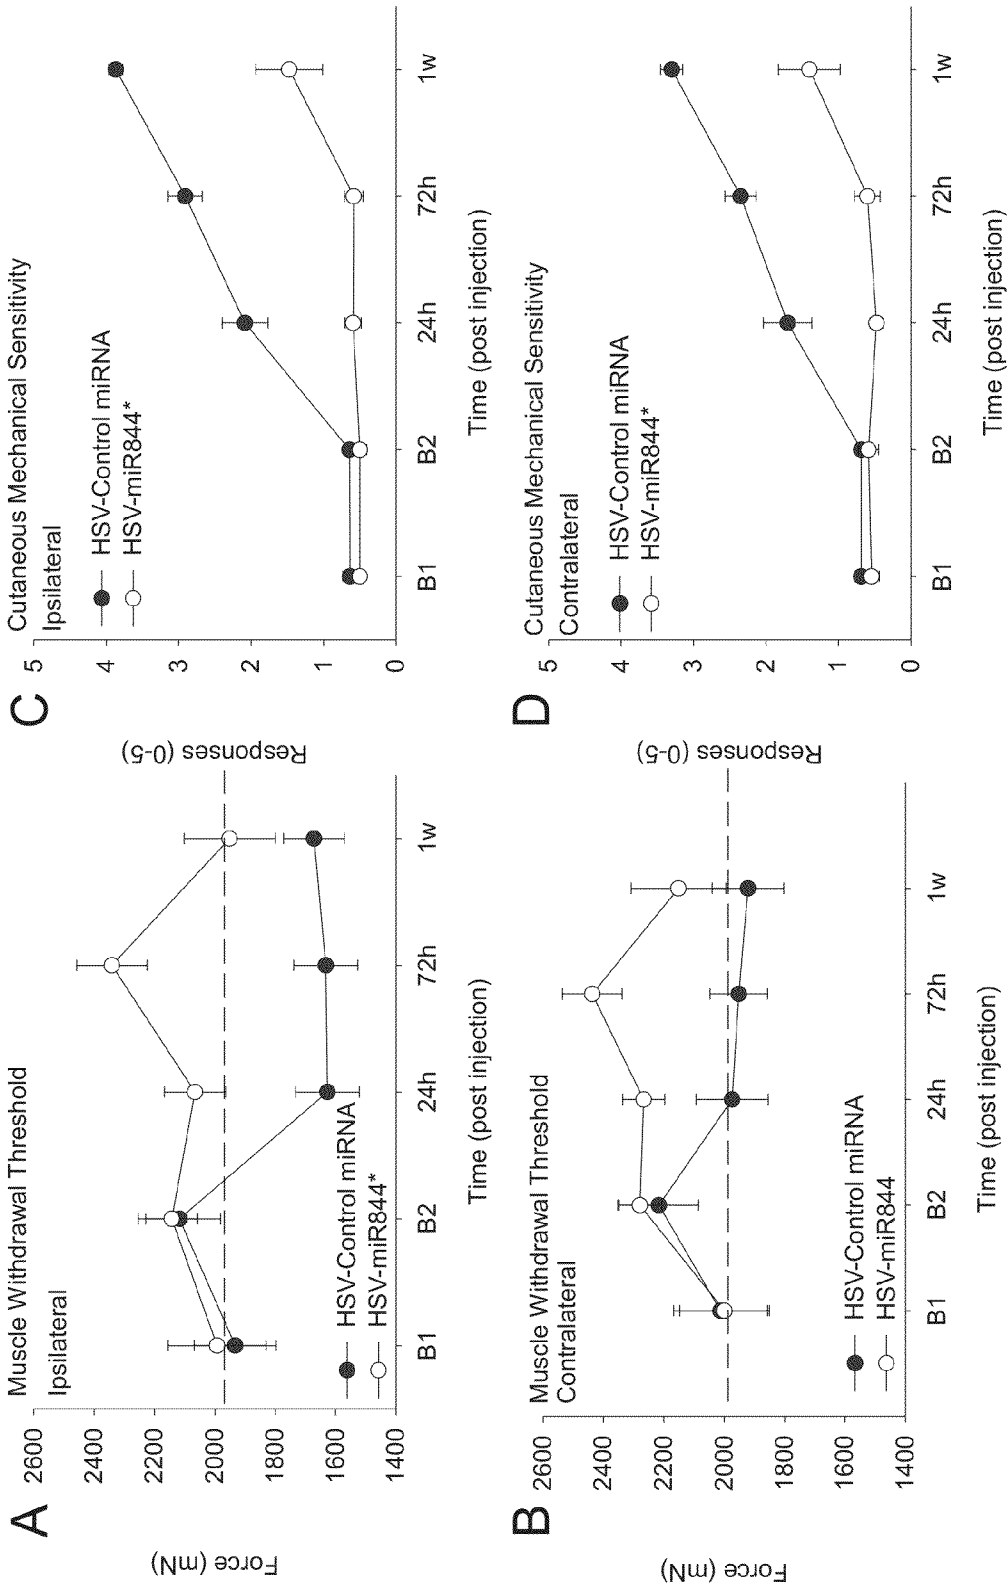 A
Muscle Withdrawal Threshold
Ipsilateral
Force (mN)
2600
2400
2200
2000
1800
1600
1400
HSV-Control miRNA
HSV-miR844*
B1
B2
24h
72h
1w
Time (post injection)
B
Muscle Withdrawal Threshold
Contralateral
Force (mN)
2600
2400
2200
2000
1800
1600
1400
HSV-Control miRNA
HSV-miR844
B1
B2
24h
72h
1w
Time (post injection)
C
Cutaneous Mechanical Sensitivity
Ipsilateral
HSV-Control miRNA
HSV-miR844*
Responses (0-5)
5
4
3
2
1
0
B1
B2
24h
72h
1w
Time (post injection)
D
Cutaneous Mechanical Sensitivity
Contralateral
HSV-Control miRNA
HSV-miR844*
Responses (0-5)
5
4
3
2
1
0
B1
B2
24h
72h
1w
Time (post injection)